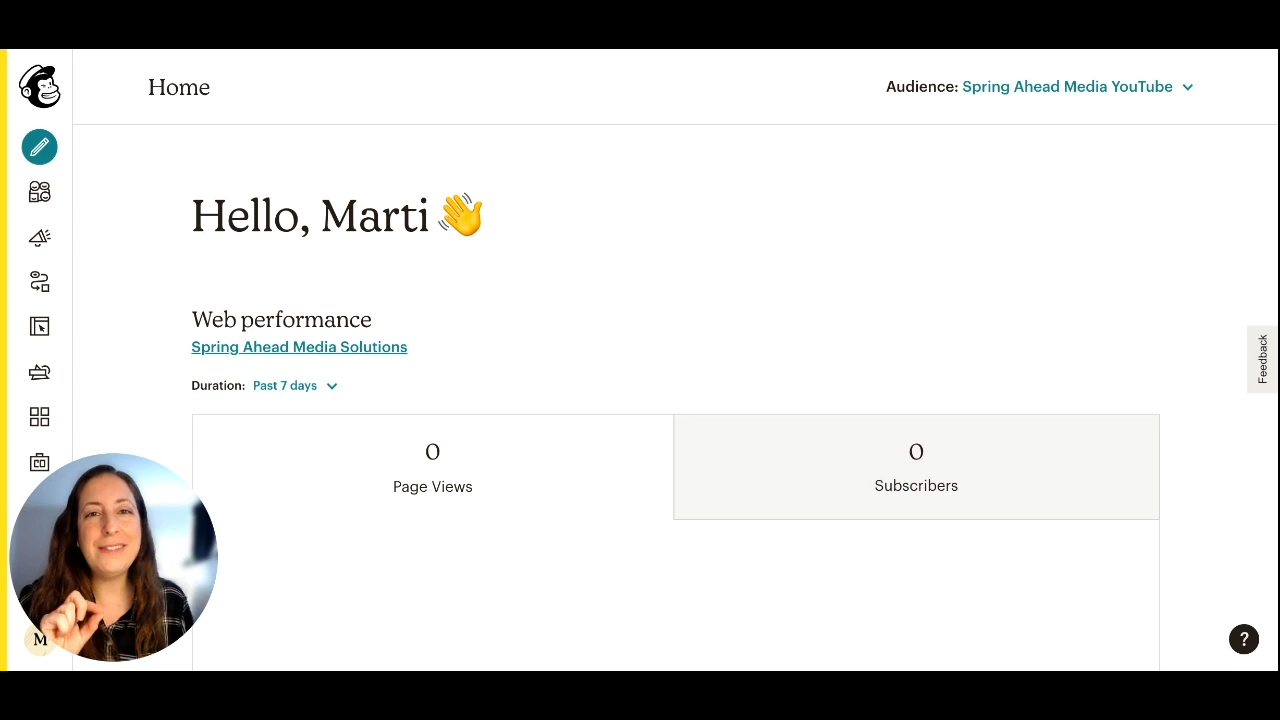 Home
Audience: Spring Ahead Media YouTube
Hello, Marti 👋
Web performance
Spring Ahead Media Solutions
Duration: Past 7 days
0
Page Views
0
Subscribers
Feedback
M
?